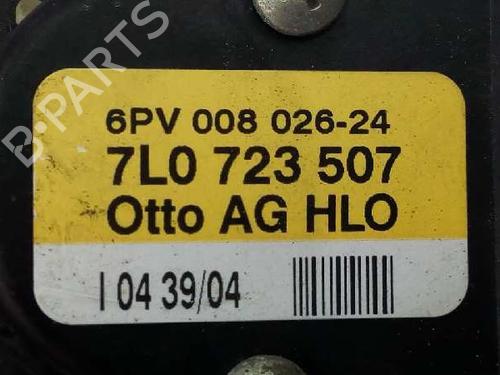 B-PARTS
6PV 008 026-24
7L0 723 507
Otto AG HLO
I 04 39/04